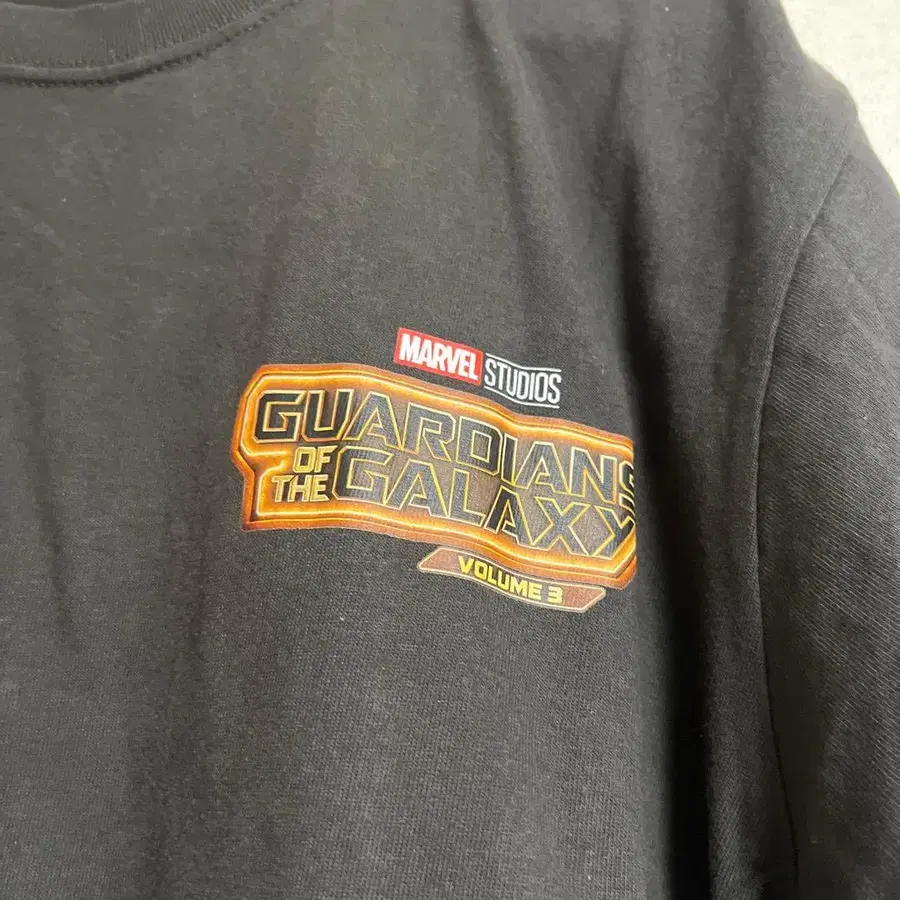 MARVEL STUDIOS
GUARDIANS
OF THE GALAXY
VOLUME 3